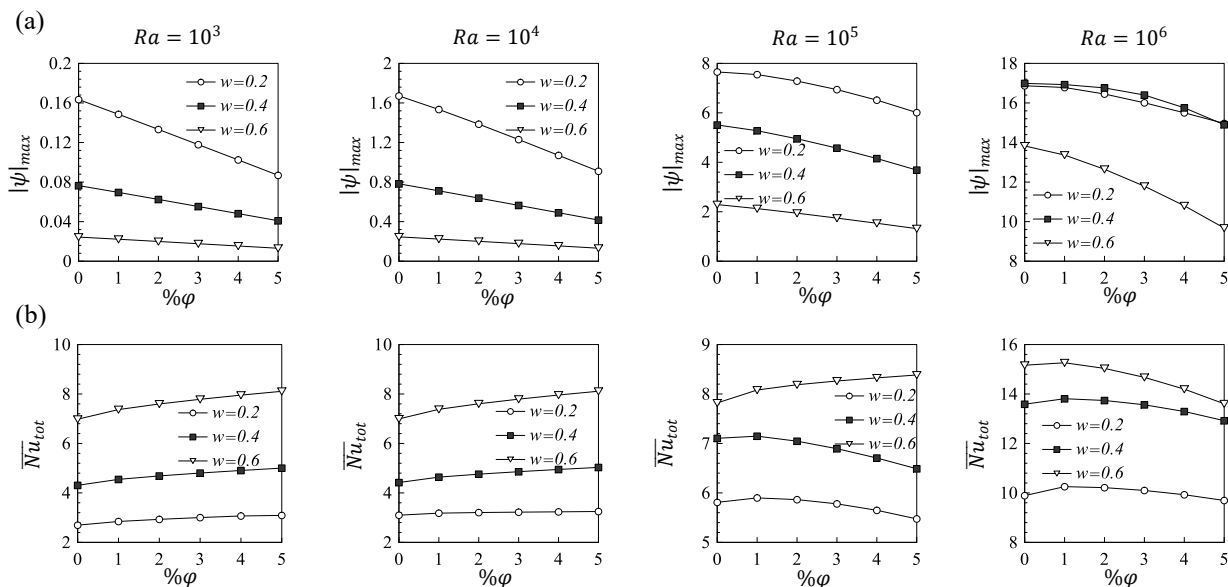 (a)
Ra = 10³
Ra = 10⁴
Ra = 10⁵
Ra = 10⁶
|ψ|max
0.2
0.16
0.12
0.08
0.04
0
w=0.2
w=0.4
w=0.6
0 1 2 3 4 5
%φ
|ψ|max
2
1.6
1.2
0.8
0.4
0
w=0.2
w=0.4
w=0.6
0 1 2 3 4 5
%φ
|ψ|max
8
6
4
2
0
w=0.2
w=0.4
w=0.6
0 1 2 3 4 5
%φ
|ψ|max
18
16
14
12
10
8
w=0.2
w=0.4
w=0.6
0 1 2 3 4 5
%φ
(b)
Nu̅tot
10
8
6
4
2
w=0.2
w=0.4
w=0.6
0 1 2 3 4 5
%φ
Nu̅tot
10
8
6
4
2
w=0.2
w=0.4
w=0.6
0 1 2 3 4 5
%φ
Nu̅tot
9
8
7
6
5
w=0.2
w=0.4
w=0.6
0 1 2 3 4 5
%φ
Nu̅tot
16
14
12
10
8
w=0.2
w=0.4
w=0.6
0 1 2 3 4 5
%φ